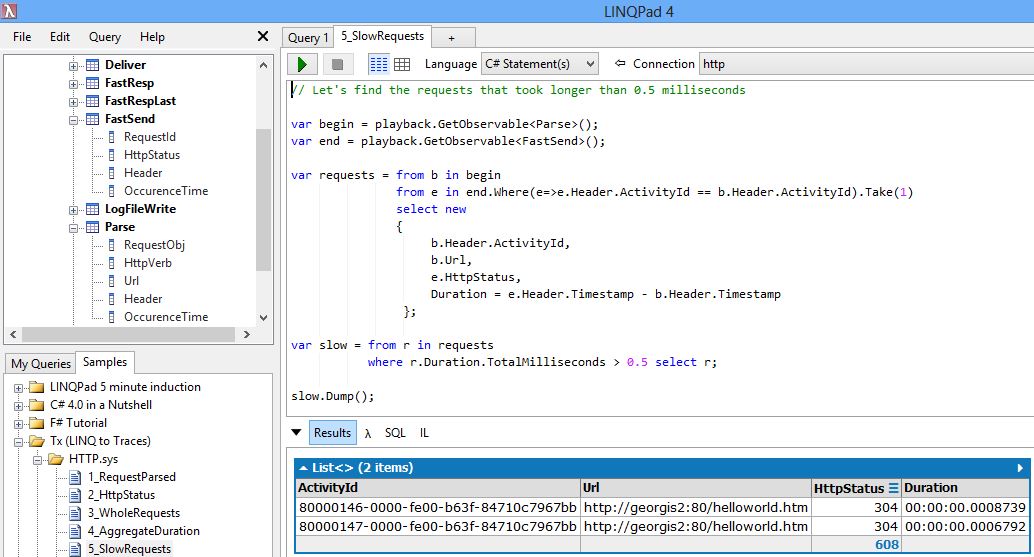 LINQPad 4
File Edit Query Help
Deliver
FastResp
FastRespLast
FastSend
RequestId
HttpStatus
Header
OccurenceTime
LogFileWrite
Parse
RequestObj
HttpVerb
Url
Header
OccurenceTime
My Queries Samples
LINQPad 5 minute induction
C# 4.0 in a Nutshell
F# Tutorial
Tx (LINQ to Traces)
HTTP.sys
1_RequestParsed
2_HttpStatus
3_WholeRequests
4_AggregateDuration
5_SlowRequests
Query 1 5_SlowRequests +
Language C# Statement(s) Connection http
// Let's find the requests that took longer than 0.5 milliseconds
var begin = playback.GetObservable<Parse>();
var end = playback.GetObservable<FastSend>();
var requests = from b in begin
from e in end.Where(e=>e.Header.ActivityId == b.Header.ActivityId).Take(1)
select new
{
b.Header.ActivityId,
b.Url,
e.HttpStatus,
Duration = e.Header.Timestamp - b.Header.Timestamp
};
var slow = from r in requests
where r.Duration.TotalMilliseconds > 0.5 select r;
slow.Dump();
Results λ SQL IL
List<> (2 items)
ActivityId Url HttpStatus Duration
80000146-0000-fe00-b63f-84710c7967bb http://georgis2:80/helloworld.htm 304 00:00:00.0008739
80000147-0000-fe00-b63f-84710c7967bb http://georgis2:80/helloworld.htm 304 00:00:00.0006792
608